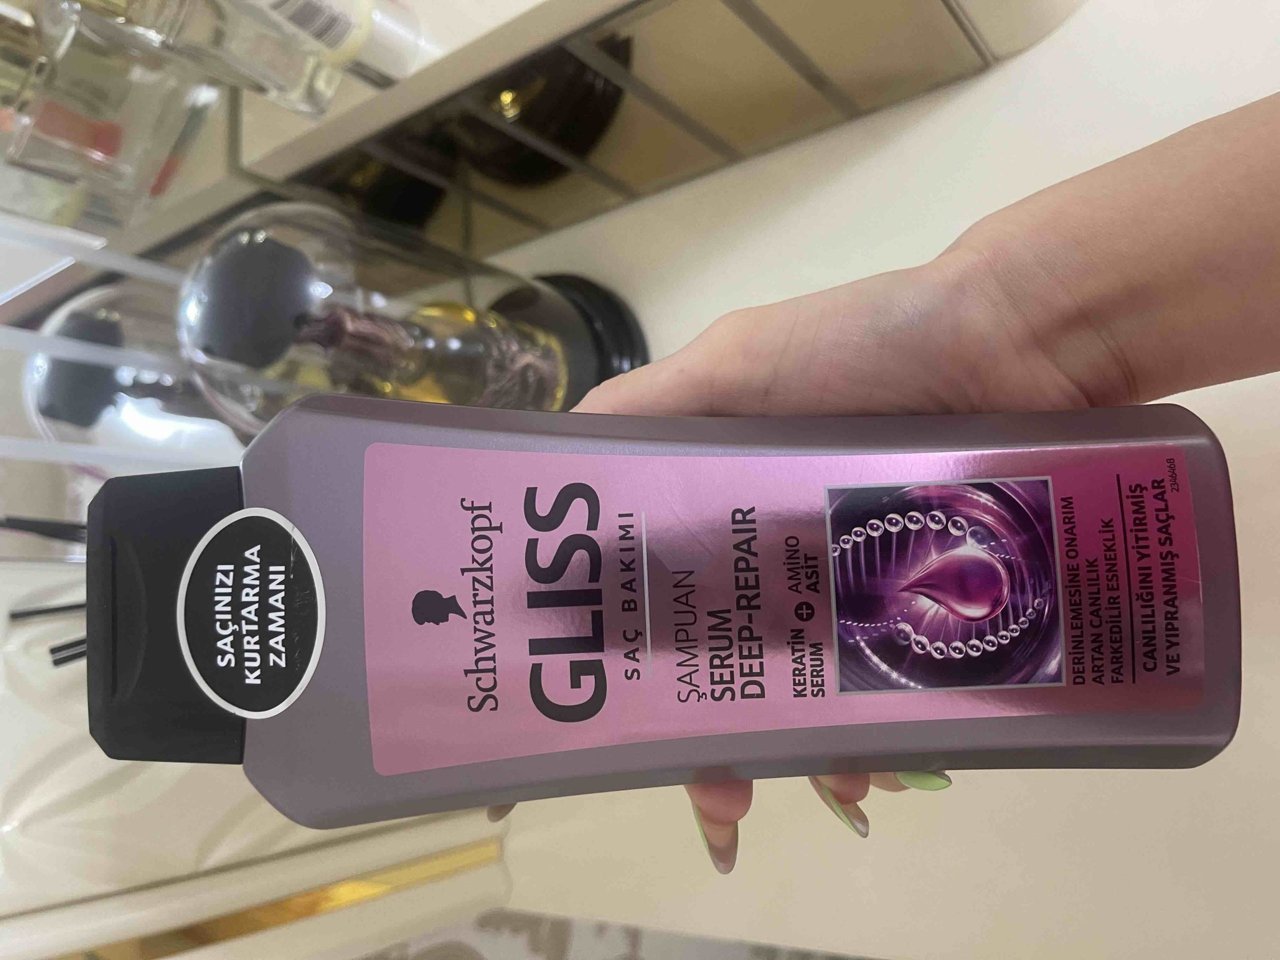 SAÇINIZI
KURTARMA
ZAMANI
Schwarzkopf
GLISS
SAÇ BAKIMI
ŞAMPUAN
SERUM
DEEP-REPAIR
KERATİN + AMİNO
SERUM ASİT
DERİNLEMESİNE ONARIM
ARTAN CANLILIK
FARKEDİLİR ESNEKLİK
CANLILIĞINI YİTİRMİŞ
VE YIPRANMIŞ SAÇLAR
2346468